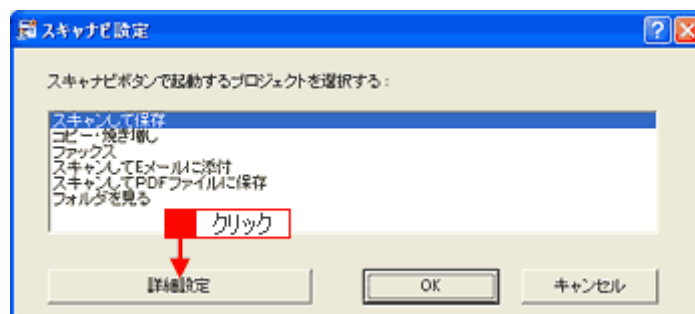 スキャナビ設定
スキャナビボタンで起動するプロジェクトを選択する：
スキャンして保存
コピー・焼き増し
ファックス
スキャンしてEメールに添付
スキャンしてPDFファイルに保存
フォルダを見る
クリック
詳細設定
OK
キャンセル